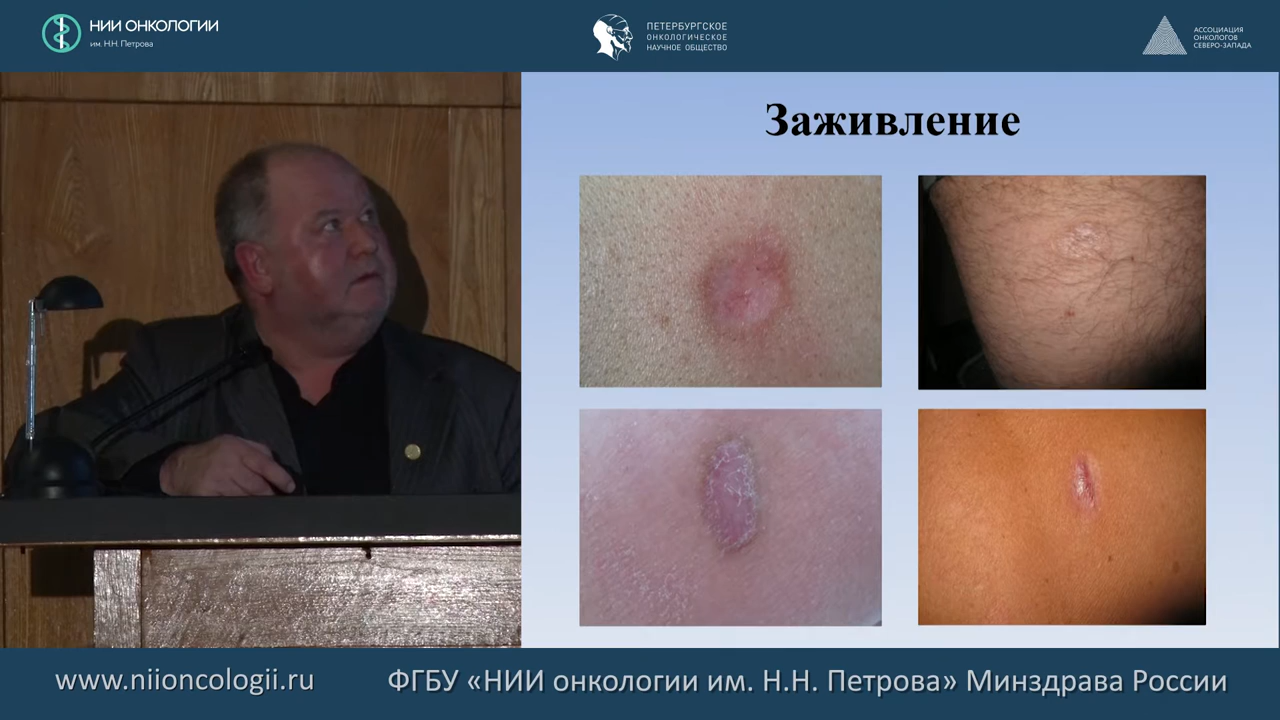 НИИ ОНКОЛОГИИ
им. Н.Н. Петрова
ПЕТЕРБУРГСКОЕ
ОНКОЛОГИЧЕСКОЕ
НАУЧНОЕ ОБЩЕСТВО
АССОЦИАЦИЯ
ОНКОЛОГОВ
СЕВЕРО-ЗАПАДА
Заживление
www.niioncologii.ru
ФГБУ «НИИ онкологии им. Н.Н. Петрова» Минздрава России